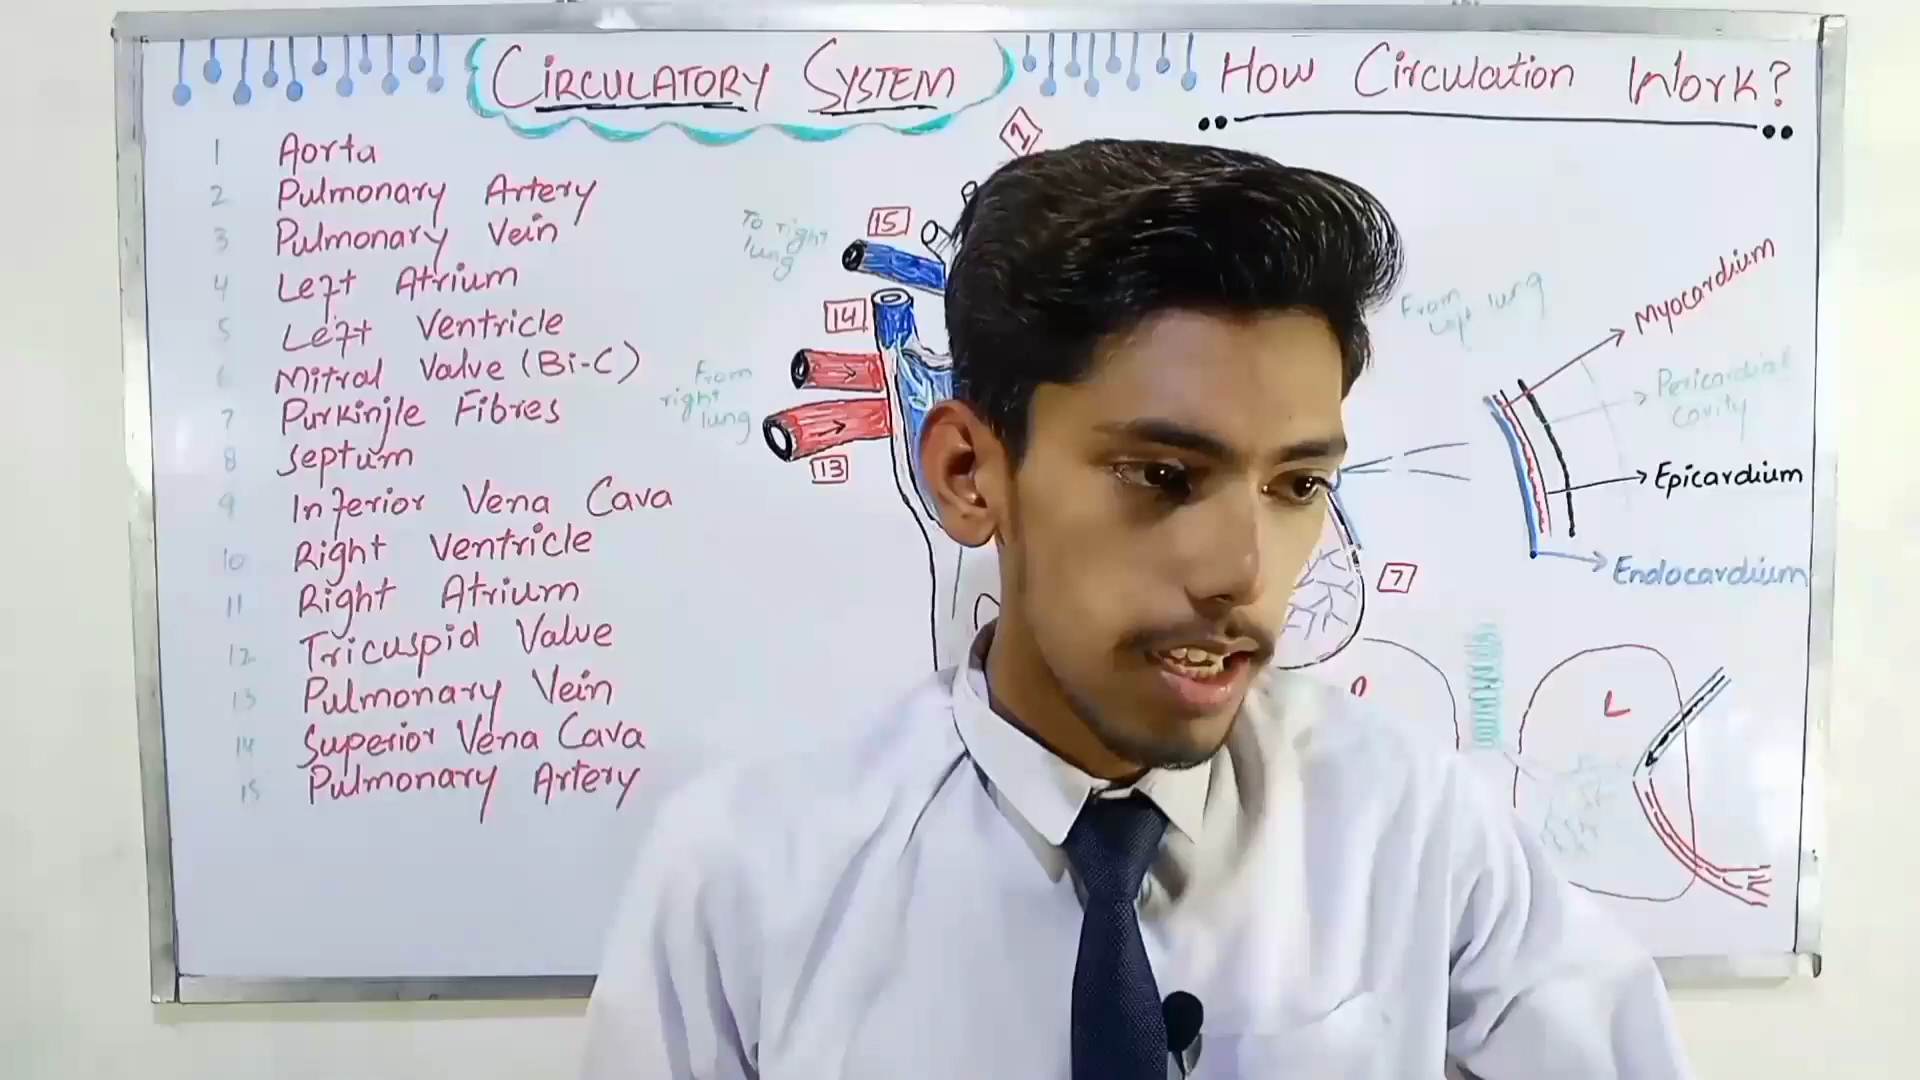 CIRCULATORY SYSTEM
How Circulation Work?
1 Aorta
2 Pulmonary Artery
3 Pulmonary Vein
4 Left Atrium
5 Left Ventricle
6 Mitral Valve (Bi-C)
7 Purkinjle Fibres
8 Septum
9 Inferior Vena Cava
10 Right Ventricle
11 Right Atrium
12 Tricuspid Valve
13 Pulmonary Vein
14 Superior Vena Cava
15 Pulmonary Artery
1
To right
lung
15
14
From
right
lung
13
From
Left lung
Myocardium
Pericardial
cavity
Epicardium
Endocardium
7
L